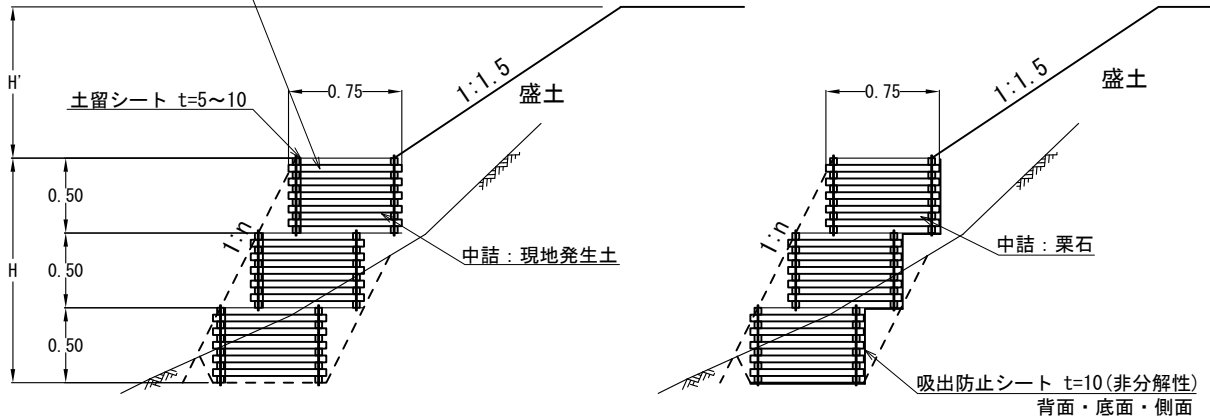 H'
土留シート t=5～10
0.75
1:1.5
盛土
0.50
1:n
中詰：現地発生土
H
0.50
0.50
0.75
1:1.5
盛土
1:n
中詰：栗石
吸出防止シート t=10(非分解性)
背面・底面・側面